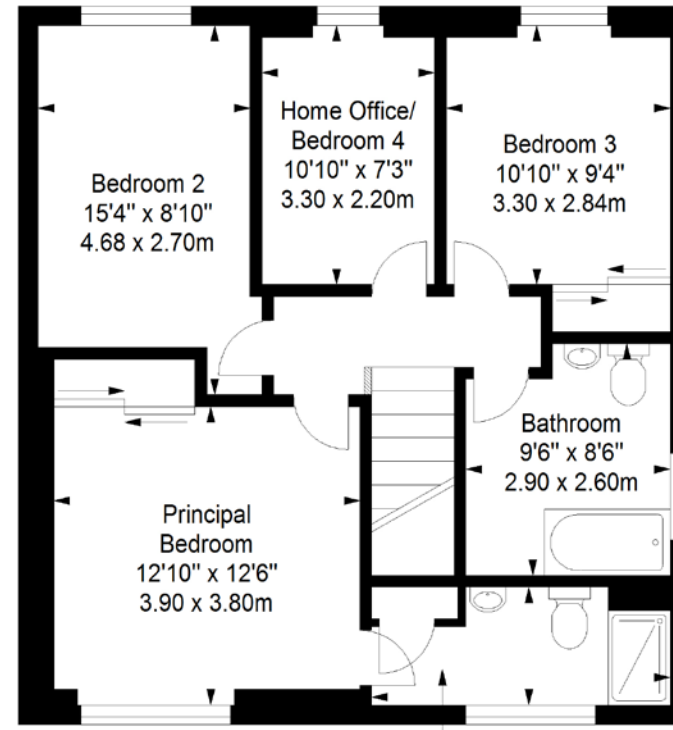 Bedroom 2
15'4" x 8'10"
4.68 x 2.70m
Home Office/
Bedroom 4
10'10" x 7'3"
3.30 x 2.20m
Bedroom 3
10'10" x 9'4"
3.30 x 2.84m
Bathroom
9'6" x 8'6"
2.90 x 2.60m
Principal
Bedroom
12'10" x 12'6"
3.90 x 3.80m